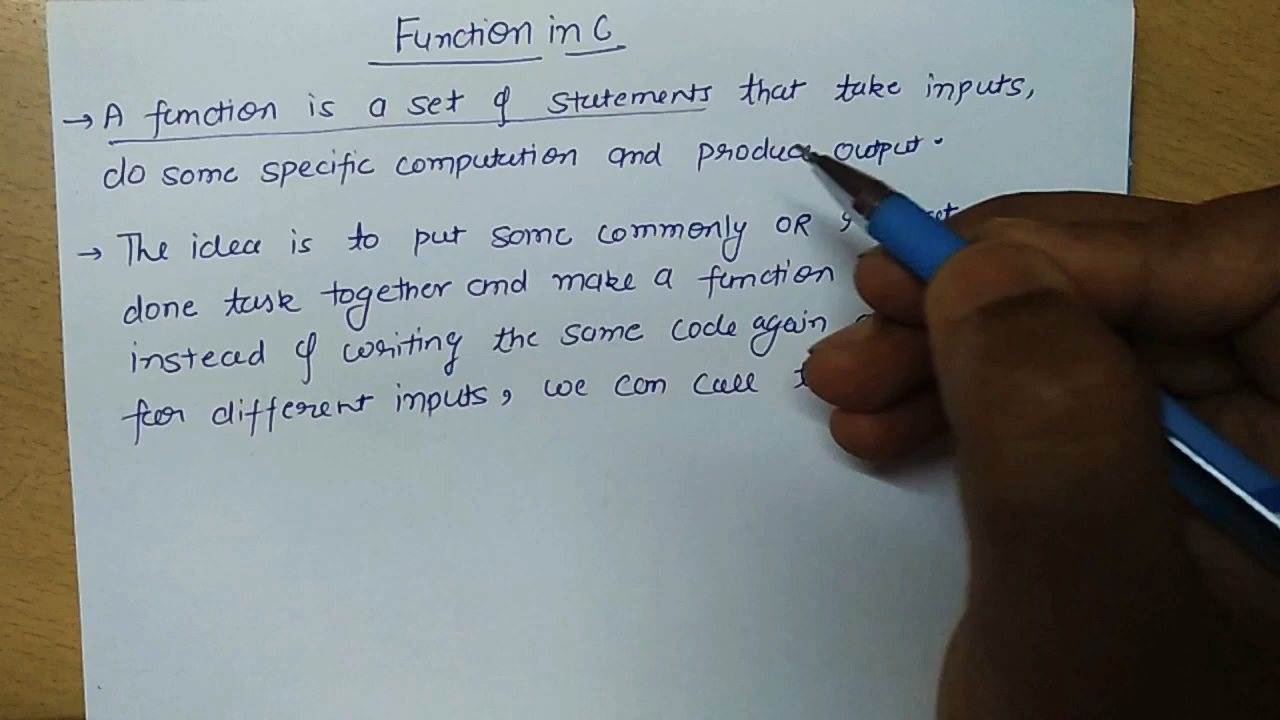 Function in C
→ A function is a set of statements that take inputs,
do some specific computation and produce output.
→ The idea is to put some commonly OR
done task together and make a function
instead of writing the same code again
for different inputs, we can call